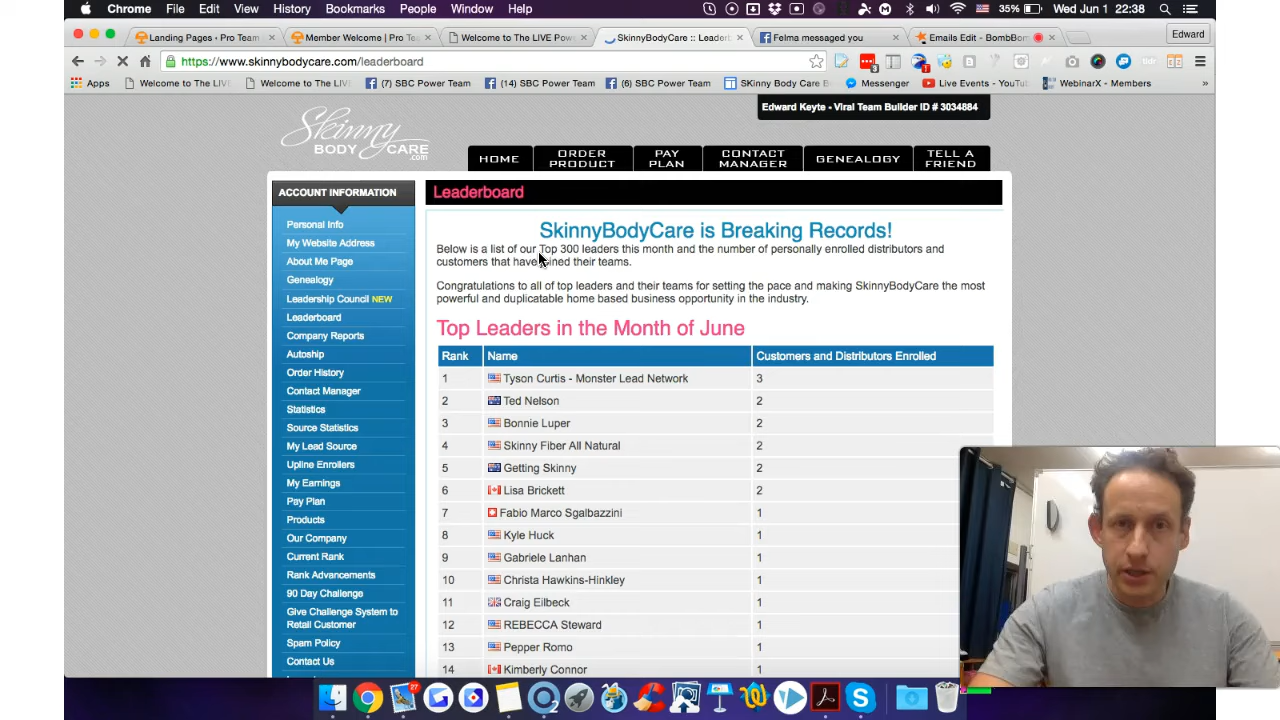 Chrome File Edit View History Bookmarks People Window Help 35% Wed Jun 1 22:38
Landing Pages - Pro Team Member Welcome | Pro Te Welcome to The LIVE Pow SkinnyBodyCare :: Leaderb Felma messaged you Emails Edit - BombBom Edward
https://www.skinnybodycare.com/leaderboard
Apps Welcome to The LIV Welcome to The LIV (7) SBC Power Team (14) SBC Power Team (6) SBC Power Team SKinny Body Care B Messenger Live Events - YouTu WebinarX - Members
Edward Keyte - Viral Team Builder ID # 3034884
Skinny
BODY CARE
.com
HOME ORDER PRODUCT PAY PLAN CONTACT MANAGER GENEALOGY TELL A FRIEND
ACCOUNT INFORMATION
Personal Info
My Website Address
About Me Page
Genealogy
Leadership Council NEW
Leaderboard
Company Reports
Autoship
Order History
Contact Manager
Statistics
Source Statistics
My Lead Source
Upline Enrollers
My Earnings
Pay Plan
Products
Our Company
Current Rank
Rank Advancements
90 Day Challenge
Give Challenge System to
Retail Customer
Spam Policy
Contact Us
Leaderboard
SkinnyBodyCare is Breaking Records!
Below is a list of our Top 300 leaders this month and the number of personally enrolled distributors and
customers that have joined their teams.
Congratulations to all of top leaders and their teams for setting the pace and making SkinnyBodyCare the most
powerful and duplicatable home based business opportunity in the industry.
Top Leaders in the Month of June
Rank Name Customers and Distributors Enrolled
1 Tyson Curtis - Monster Lead Network 3
2 Ted Nelson 2
3 Bonnie Luper 2
4 Skinny Fiber All Natural 2
5 Getting Skinny 2
6 Lisa Brickett 2
7 Fabio Marco Sgalbazzini 1
8 Kyle Huck 1
9 Gabriele Lanhan 1
10 Christa Hawkins-Hinkley 1
11 Craig Eilbeck 1
12 REBECCA Steward 1
13 Pepper Romo 1
14 Kimberly Connor 1